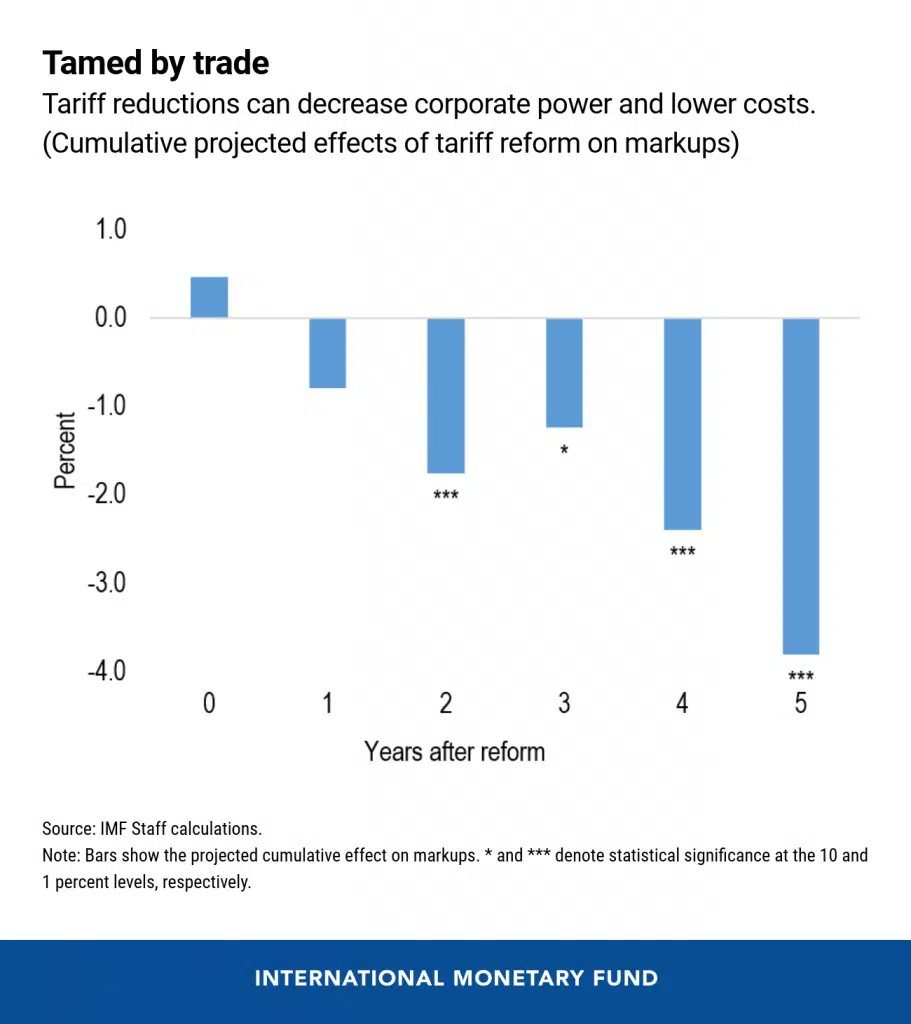 Tamed by trade
Tariff reductions can decrease corporate power and lower costs.
(Cumulative projected effects of tariff reform on markups)
1.0
0.0
-1.0
-2.0
-3.0
-4.0
Percent
*
***
***
***
0 1 2 3 4 5
Years after reform
Source: IMF Staff calculations.
Note: Bars show the projected cumulative effect on markups. * and *** denote statistical significance at the 10 and
1 percent levels, respectively.
INTERNATIONAL MONETARY FUND